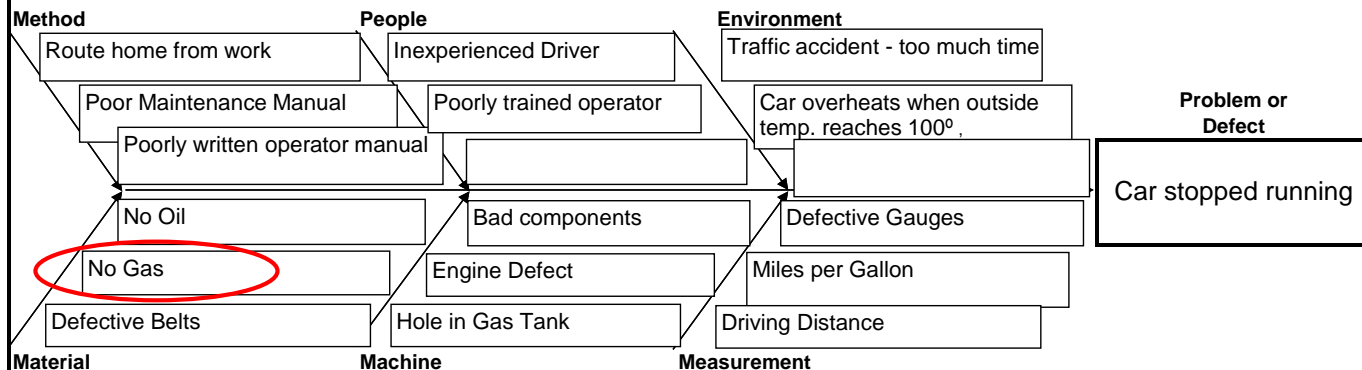 Method
People
Environment
Route home from work
Inexperienced Driver
Traffic accident - too much time
Poor Maintenance Manual
Poorly trained operator
Car overheats when outside
temp. reaches 100º ,
Problem or
Defect
Poorly written operator manual
Car stopped running
No Oil
Bad components
Defective Gauges
No Gas
Engine Defect
Miles per Gallon
Defective Belts
Hole in Gas Tank
Driving Distance
Material
Machine
Measurement